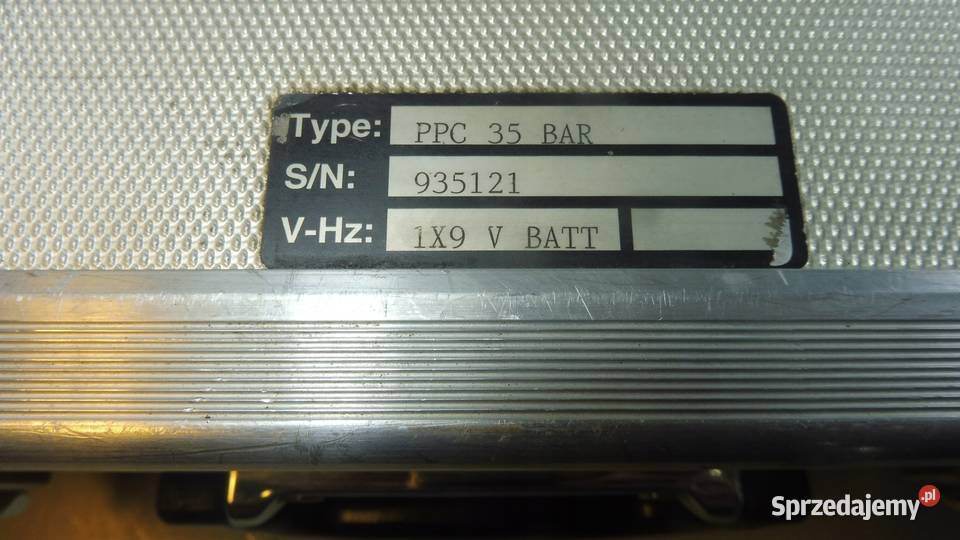 Type: PPC 35 BAR
S/N: 935121
V-Hz: 1X9 V BATT
Sprzedajemy.pl